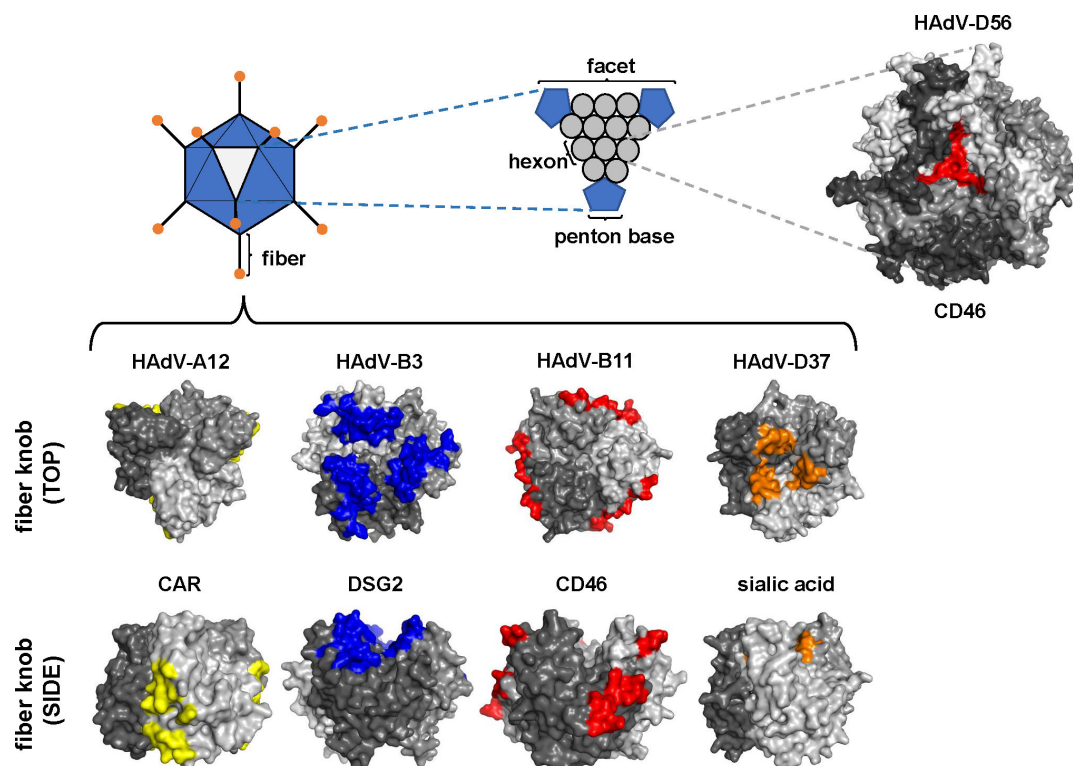 HAdV-D56
facet
hexon
penton base
fiber
CD46
HAdV-A12
HAdV-B3
HAdV-B11
HAdV-D37
fiber knob
(TOP)
CAR
DSG2
CD46
sialic acid
fiber knob
(SIDE)